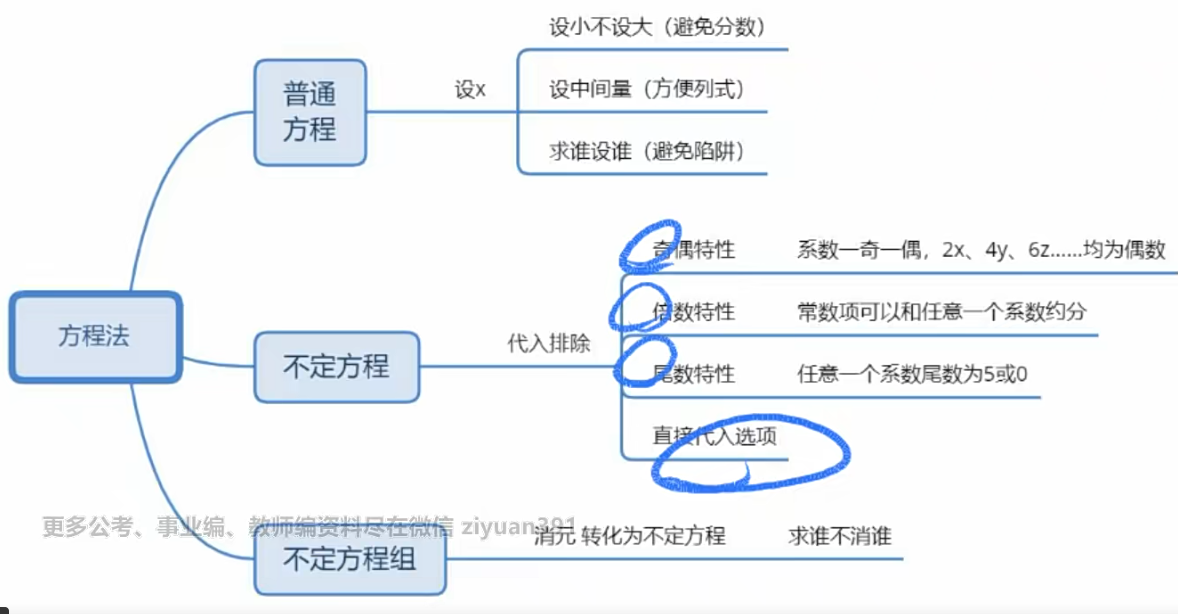 设小不设大（避免分数）
普通
方程
设x
设中间量（方便列式）
求谁设谁（避免陷阱）
奇偶特性 系数一奇一偶，2x、4y、6z......均为偶数
倍数特性 常数项可以和任意一个系数约分
方程法
不定方程
代入排除
尾数特性 任意一个系数尾数为5或0
直接代入选项
更多公考、事业编、教师编资料尽在微信 ziyuan391
不定方程组
消元 转化为不定方程 求谁不消谁